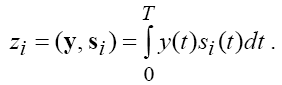 z_i = (y, s_i) = ∫_0^T y(t)s_i(t)dt .